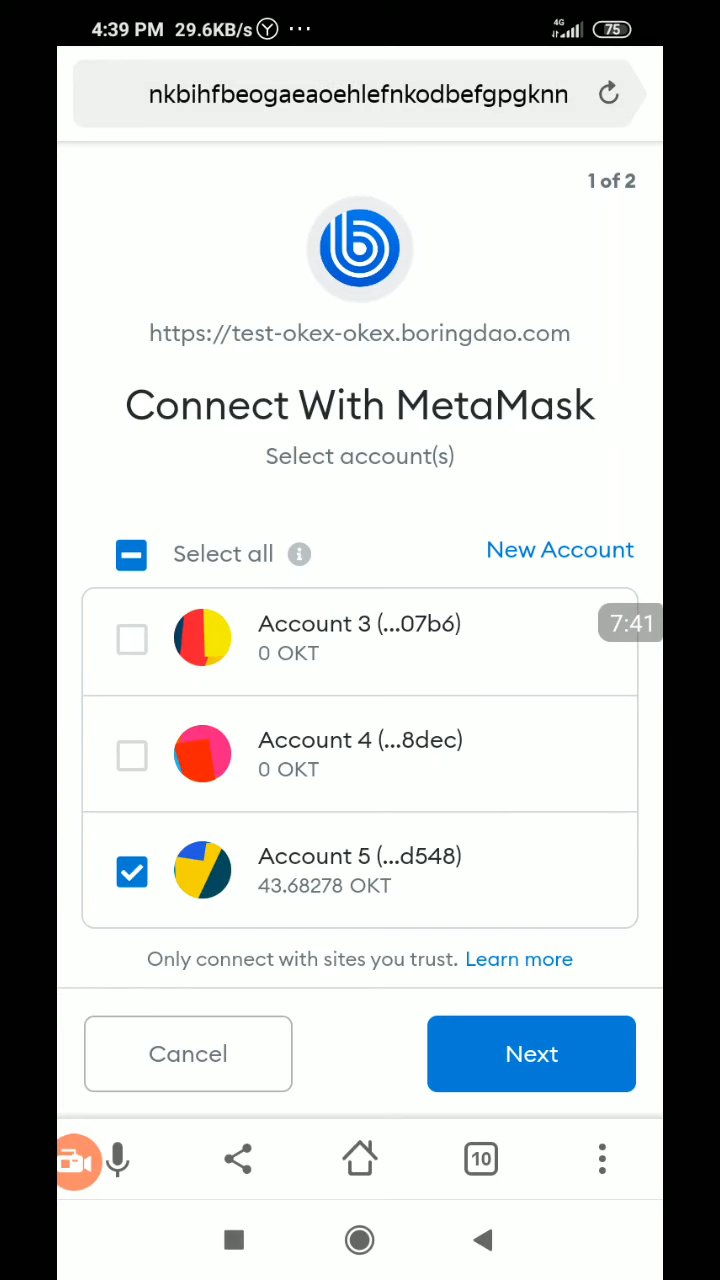 4:39 PM 29.6KB/s ... 4G 75
nkbihfbeogaeaoehlefnkodbefgpgknn
1 of 2
https://test-okex-okex.boringdao.com
Connect With MetaMask
Select account(s)
Select all New Account
Account 3 (...07b6)
0 OKT
7:41
Account 4 (...8dec)
0 OKT
Account 5 (...d548)
43.68278 OKT
Only connect with sites you trust. Learn more
Cancel Next
10